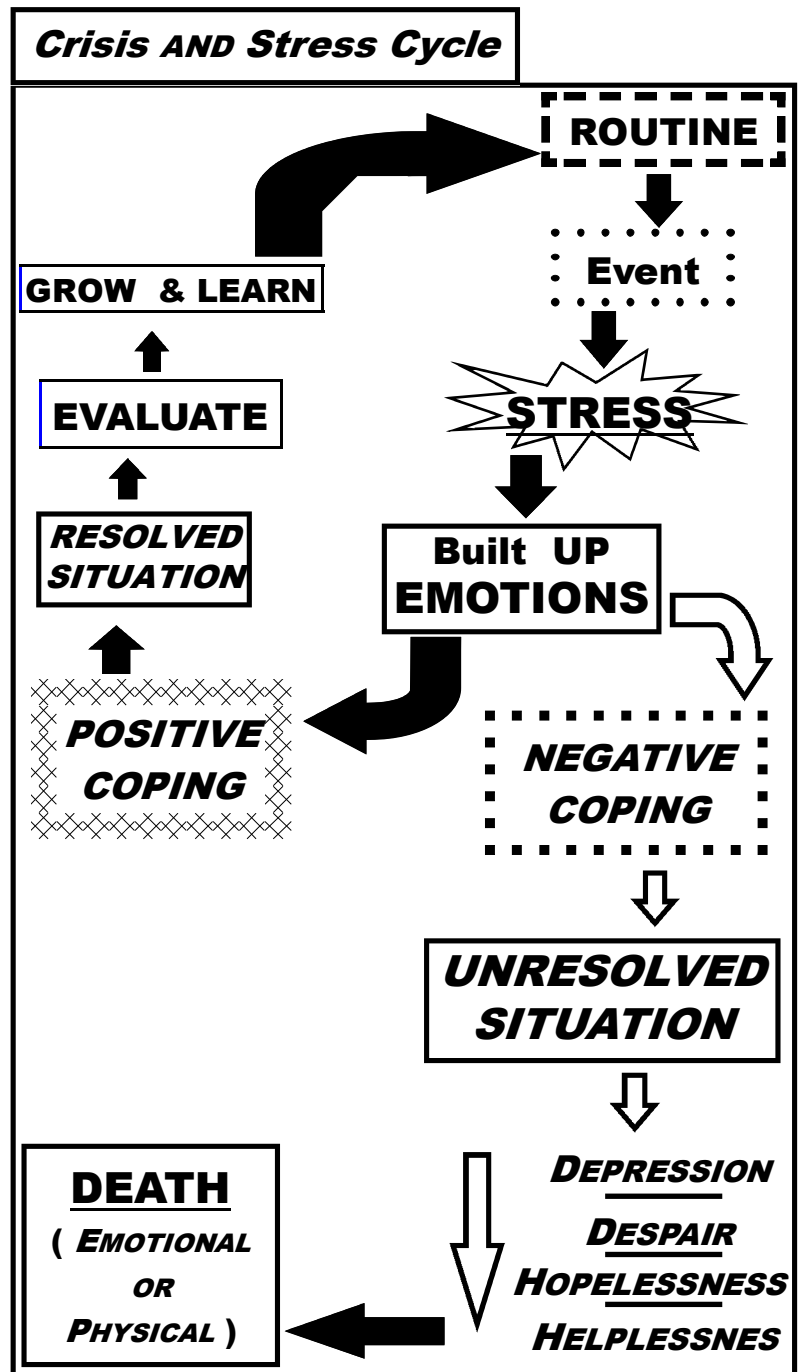 Crisis AND Stress Cycle
ROUTINE
Event
STRESS
Built UP
EMOTIONS
POSITIVE
COPING
RESOLVED
SITUATION
EVALUATE
GROW & LEARN
NEGATIVE
COPING
UNRESOLVED
SITUATION
DEPRESSION
DESPAIR
HOPELESSNESS
HELPLESSNES
DEATH
( EMOTIONAL
OR
PHYSICAL )